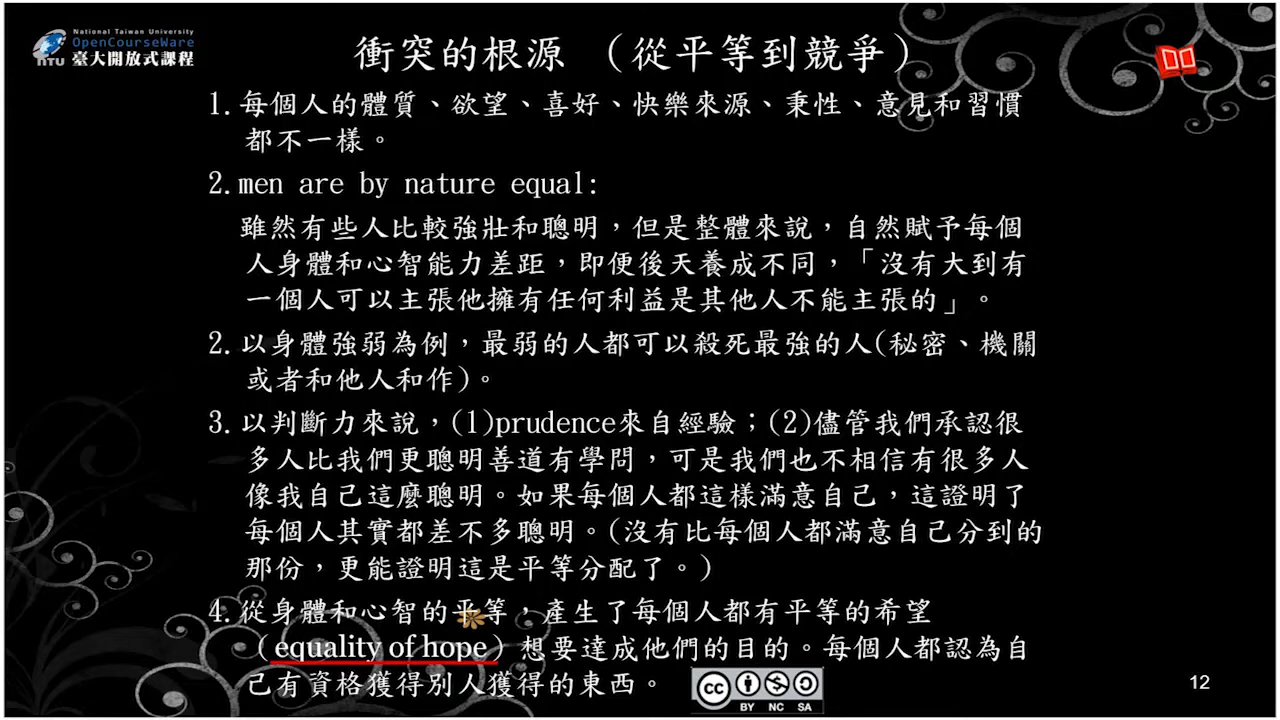 National Taiwan University
OpenCourseWare
NTU 臺大開放式課程
衝突的根源 （從平等到競爭）
1.每個人的體質、欲望、喜好、快樂來源、秉性、意見和習慣
都不一樣。
2.men are by nature equal:
雖然有些人比較強壯和聰明，但是整體來說，自然賦予每個
人身體和心智能力差距，即便後天養成不同，「沒有大到有
一個人可以主張他擁有任何利益是其他人不能主張的」。
2.以身體強弱為例，最弱的人都可以殺死最強的人(秘密、機關
或者和他人和作)。
3.以判斷力來說，(1)prudence來自經驗；(2)儘管我們承認很
多人比我們更聰明善道有學問，可是我們也不相信有很多人
像我自己這麼聰明。如果每個人都這樣滿意自己，這證明了
每個人其實都差不多聰明。(沒有比每個人都滿意自己分到的
那份，更能證明這是平等分配了。)
4.從身體和心智的平等，產生了每個人都有平等的希望
（equality of hope）想要達成他們的目的。每個人都認為自
己有資格獲得別人獲得的東西。
cc BY NC SA
12